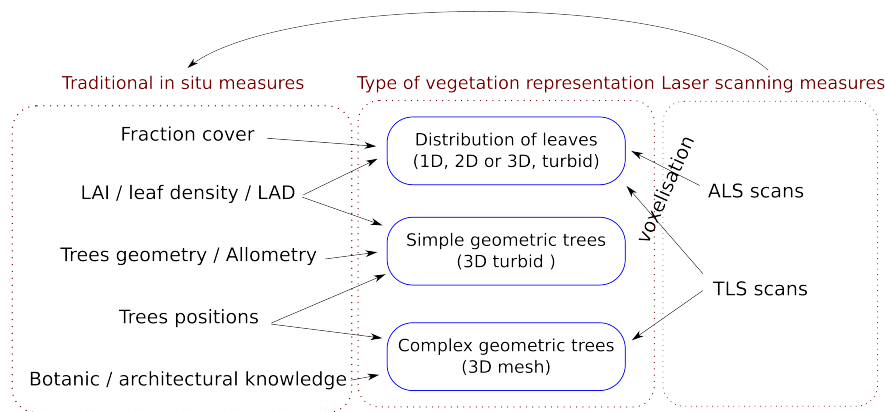 Traditional in situ measures
Type of vegetation representation
Laser scanning measures
Fraction cover
LAI / leaf density / LAD
Trees geometry / Allometry
Trees positions
Botanic / architectural knowledge
Distribution of leaves
(1D, 2D or 3D, turbid)
Simple geometric trees
(3D turbid )
Complex geometric trees
(3D mesh)
voxelisation
ALS scans
TLS scans